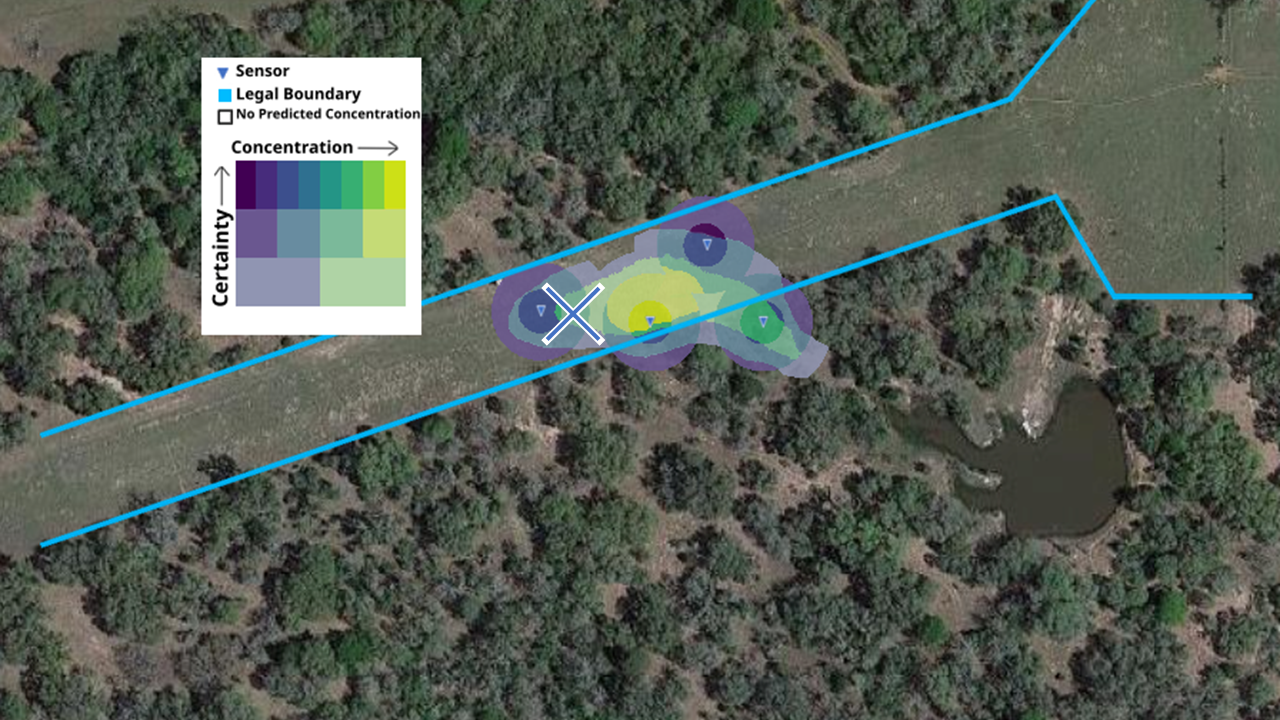 Sensor
Legal Boundary
No Predicted Concentration
Concentration
Certainty